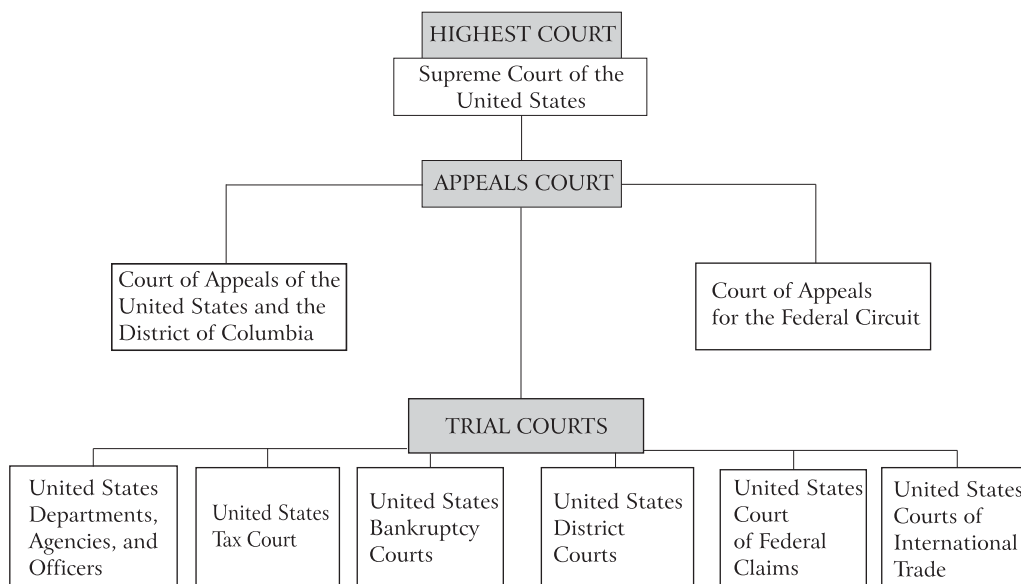 HIGHEST COURT
Supreme Court of the
United States
APPEALS COURT
Court of Appeals of the
United States and the
District of Columbia
Court of Appeals
for the Federal Circuit
TRIAL COURTS
United States
Departments,
Agencies, and
Officers
United States
Tax Court
United States
Bankruptcy
Courts
United States
District
Courts
United States
Court
of Federal
Claims
United States
Courts of
International
Trade